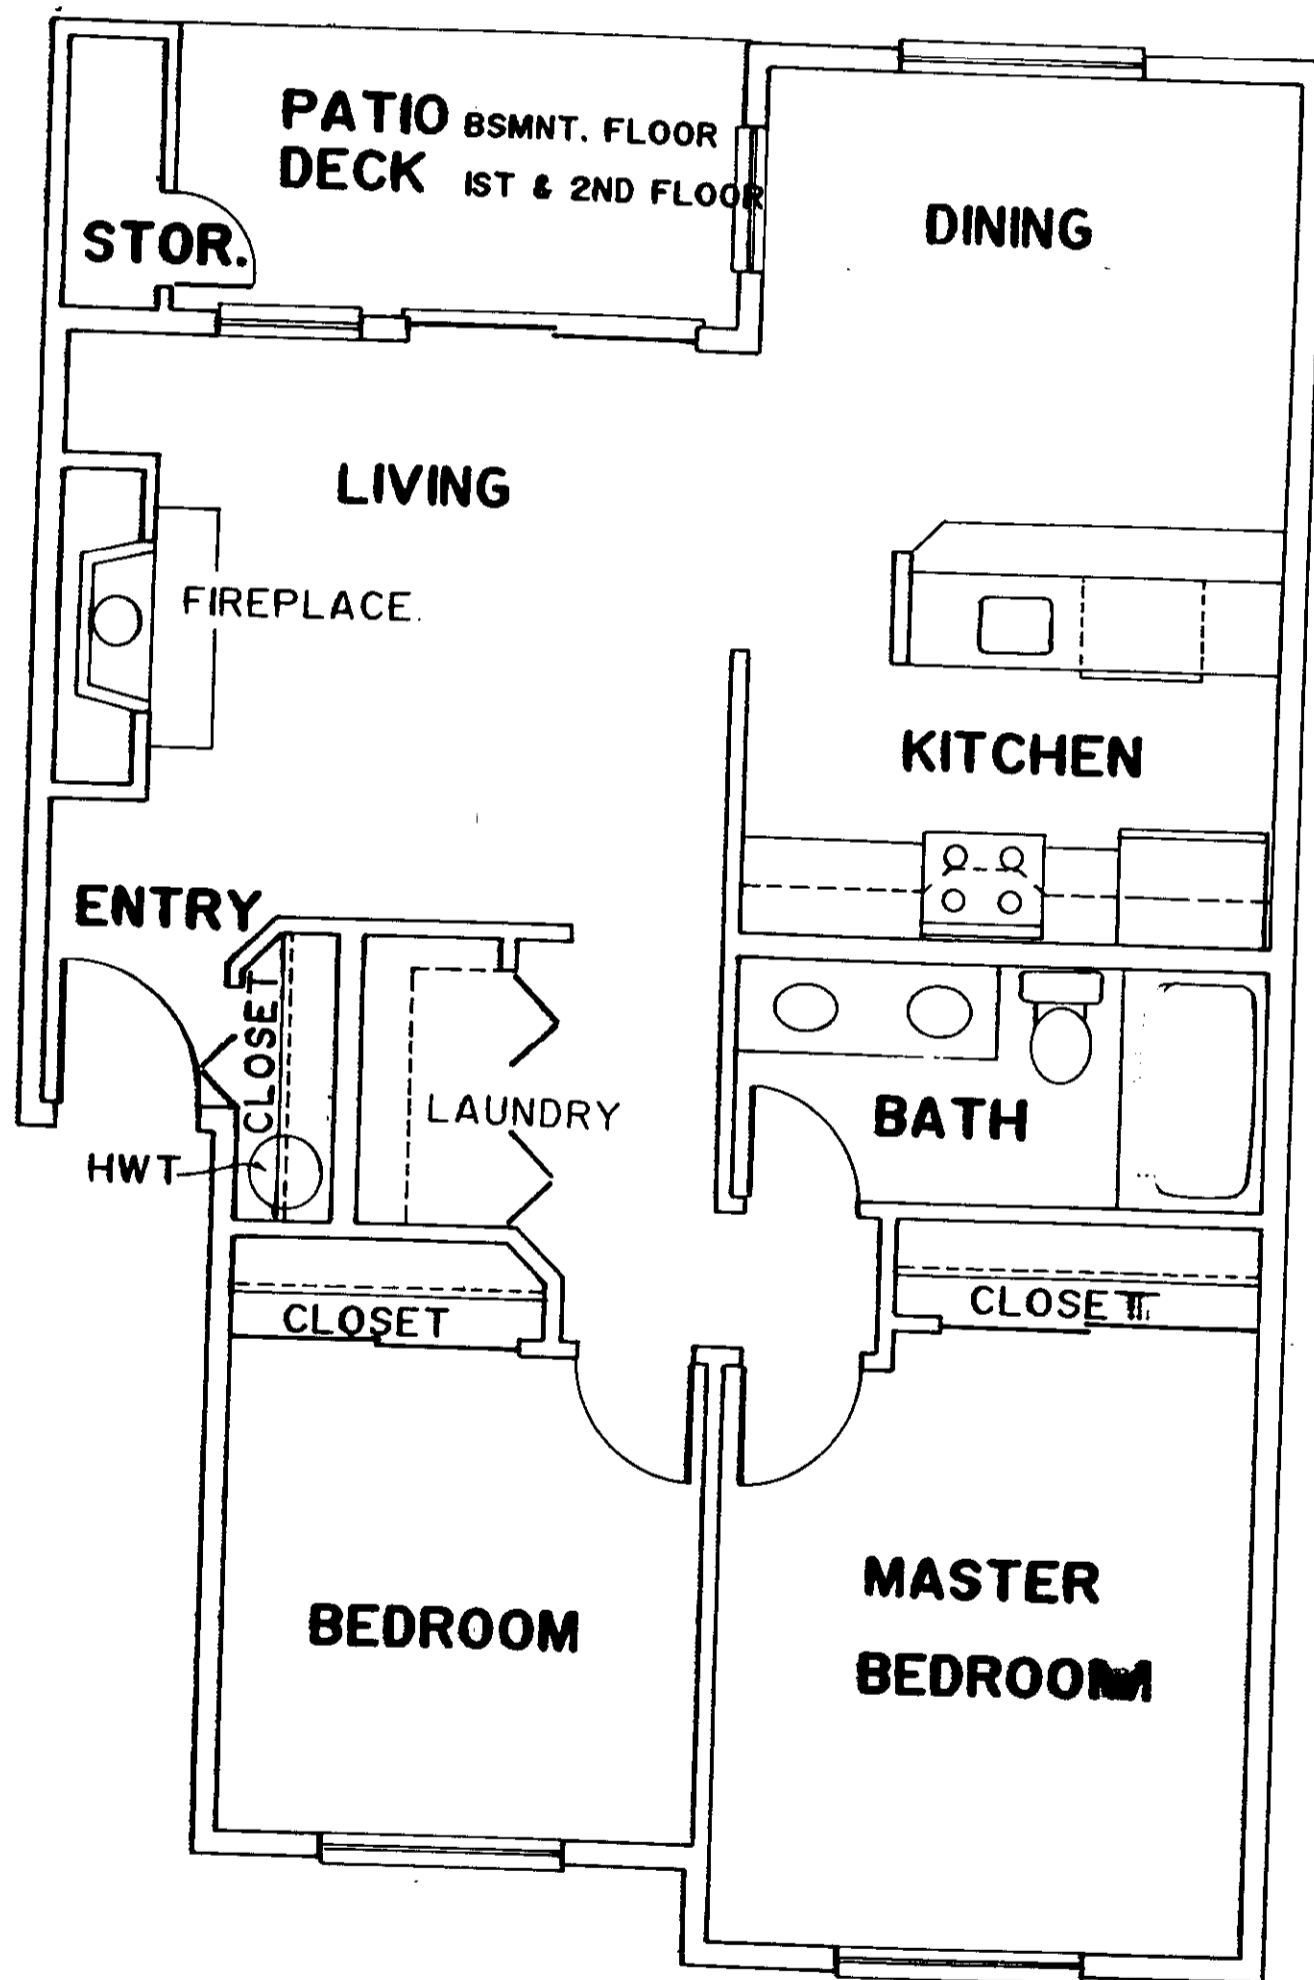 PATIO BSMNT. FLOOR
DECK 1ST & 2ND FLOOR
STOR.
DINING
LIVING
FIREPLACE.
KITCHEN
ENTRY
CLOSET
LAUNDRY
BATH
HWT
CLOSET
CLOSET
BEDROOM
MASTER
BEDROOM